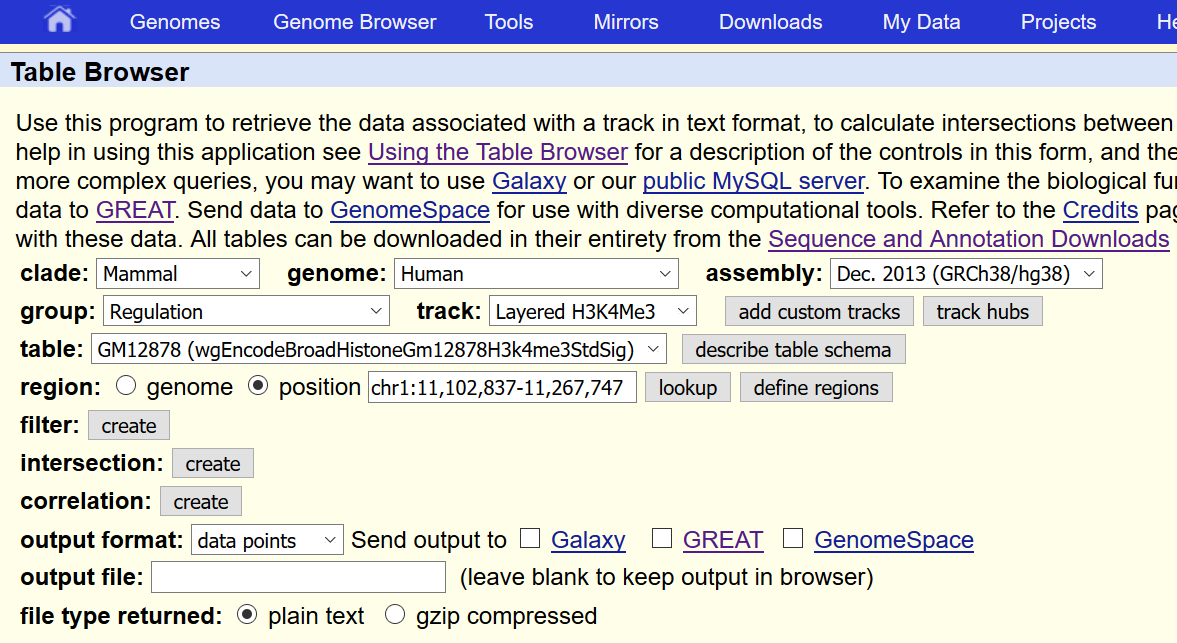 Genomes Genome Browser Tools Mirrors Downloads My Data Projects
Table Browser
Use this program to retrieve the data associated with a track in text format, to calculate intersections between
help in using this application see Using the Table Browser for a description of the controls in this form, and the
more complex queries, you may want to use Galaxy or our public MySQL server. To examine the biological
data to GREAT. Send data to GenomeSpace for use with diverse computational tools. Refer to the Credits
with these data. All tables can be downloaded in their entirety from the Sequence and Annotation Downloads
clade: Mammal genome: Human assembly: Dec. 2013 (GRCh38/hg38)
group: Regulation track: Layered H3K4Me3 add custom tracks track hubs
table: GM12878 (wgEncodeBroadHistoneGm12878H3k4me3StdSig) describe table schema
region: genome position chr1:11,102,837-11,267,747 lookup define regions
filter: create
intersection: create
correlation: create
output format: data points Send output to Galaxy GREAT GenomeSpace
output file: (leave blank to keep output in browser)
file type returned: plain text gzip compressed